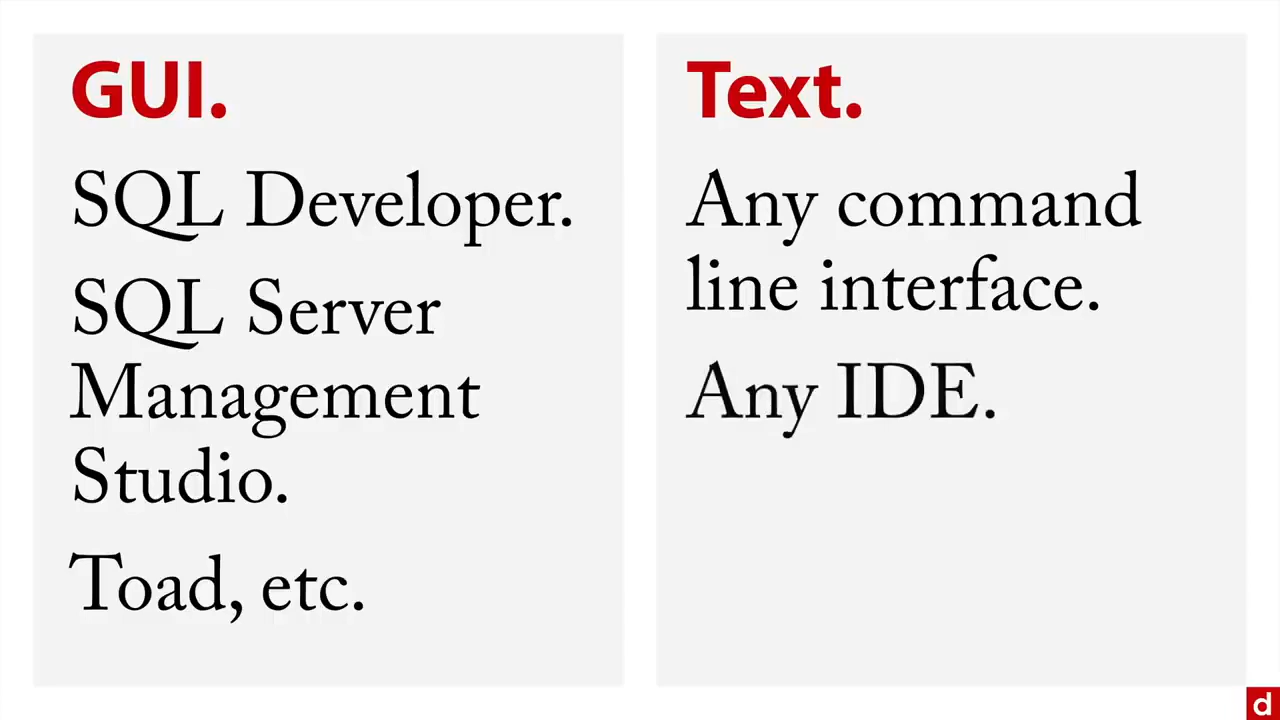 GUI.
SQL Developer.
SQL Server
Management
Studio.
Toad, etc.
Text.
Any command
line interface.
Any IDE.
d